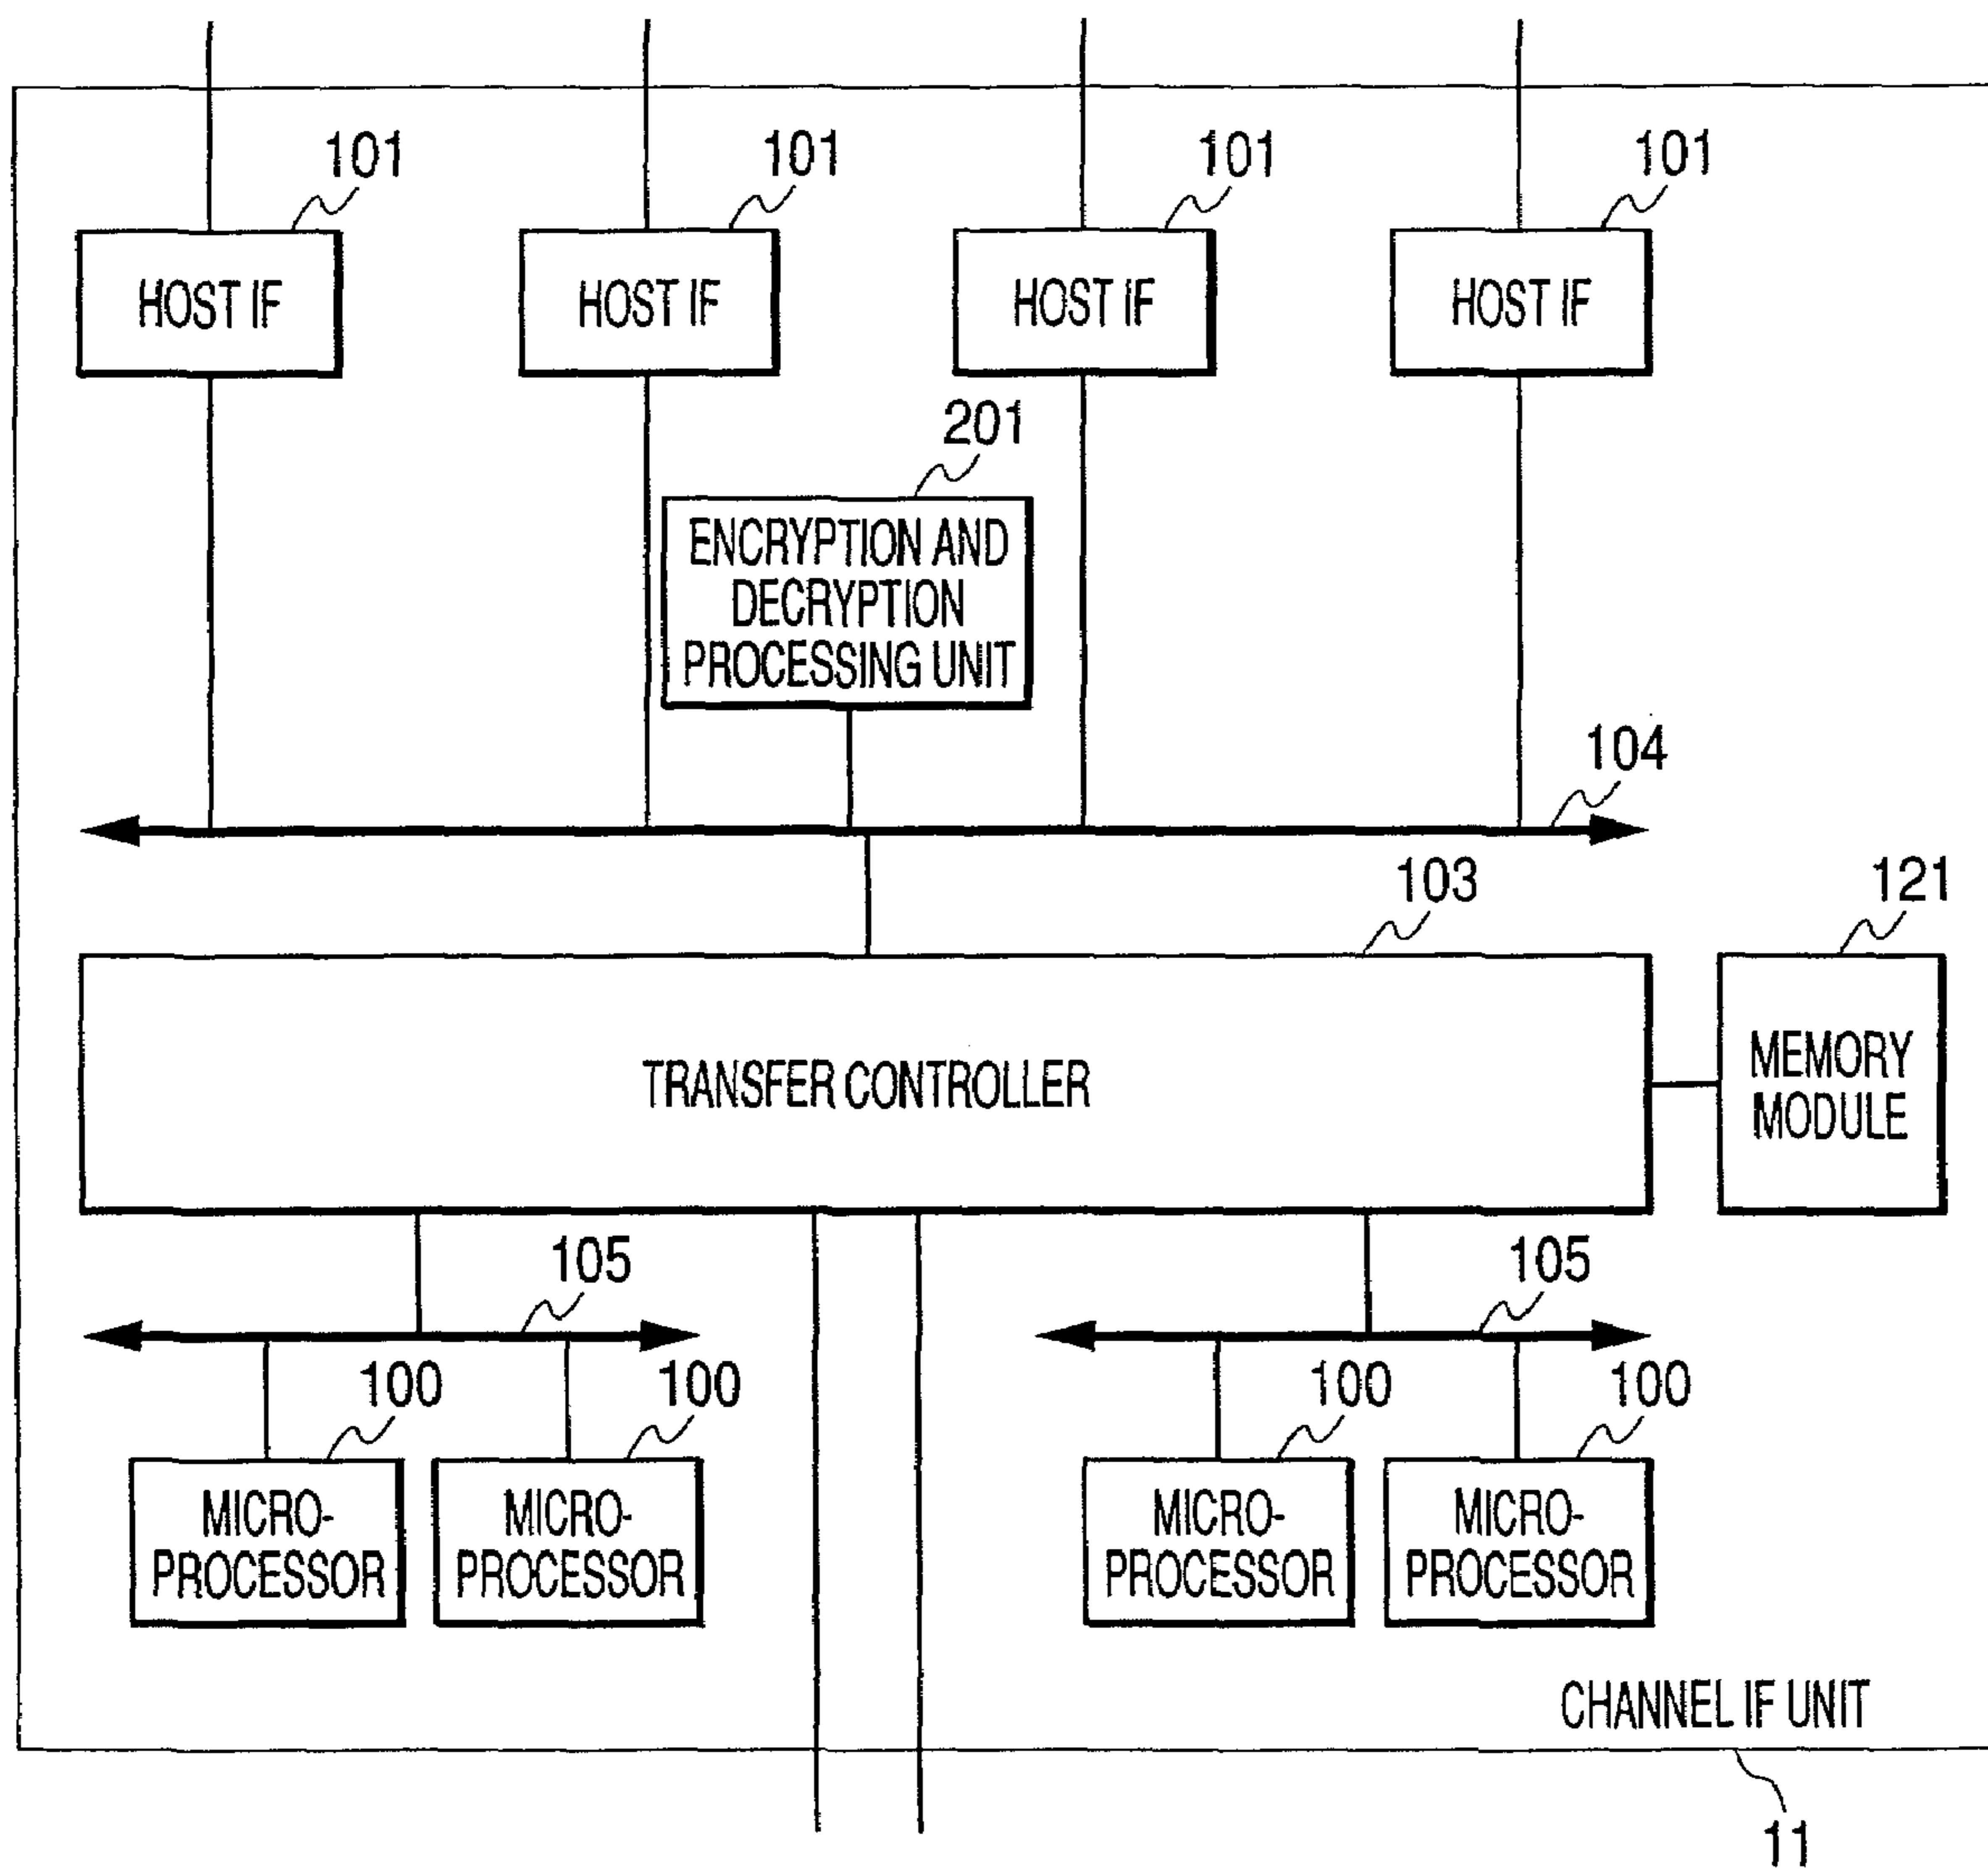 101
101
101
101
HOST IF
HOST IF
HOST IF
HOST IF
201
ENCRYPTION AND
DECRYPTION
PROCESSING UNIT
104
103
121
TRANSFER CONTROLLER
MEMORY
MODULE
105
105
100
100
100
100
MICRO-
PROCESSOR
MICRO-
PROCESSOR
MICRO-
PROCESSOR
MICRO-
PROCESSOR
CHANNEL IF UNIT
11